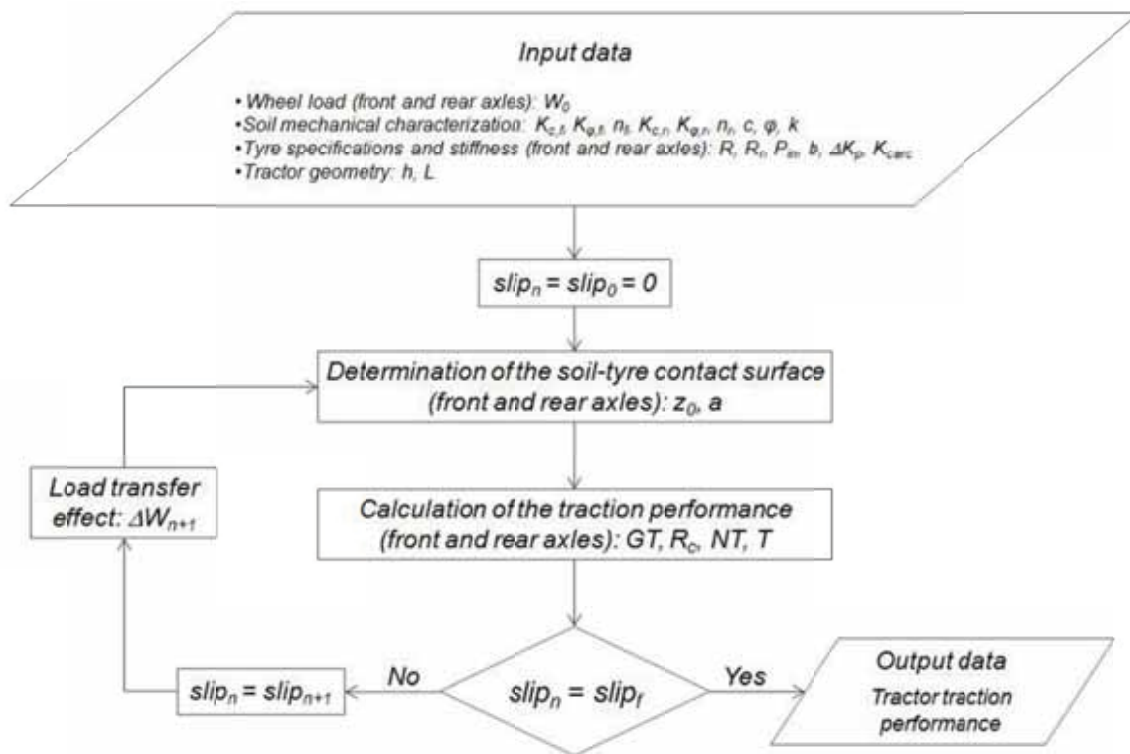 Input data
• Wheel load (front and rear axles): W₀
• Soil mechanical characterization: K_c,f, K_φ,f, n_f, K_c,r, K_φ,r, n_r, c, φ, k
• Tyre specifications and stiffness (front and rear axles): R, R_r, P_in, b, ΔK_p, K_carc
• Tractor geometry: h, L
slip_n = slip_0 = 0
Determination of the soil-tyre contact surface
(front and rear axles): z₀, a
Load transfer
effect: ΔW_n+1
Calculation of the traction performance
(front and rear axles): GT, R_c, NT, T
slip_n = slip_n+1
No
slip_n = slip_f
Yes
Output data
Tractor traction
performance